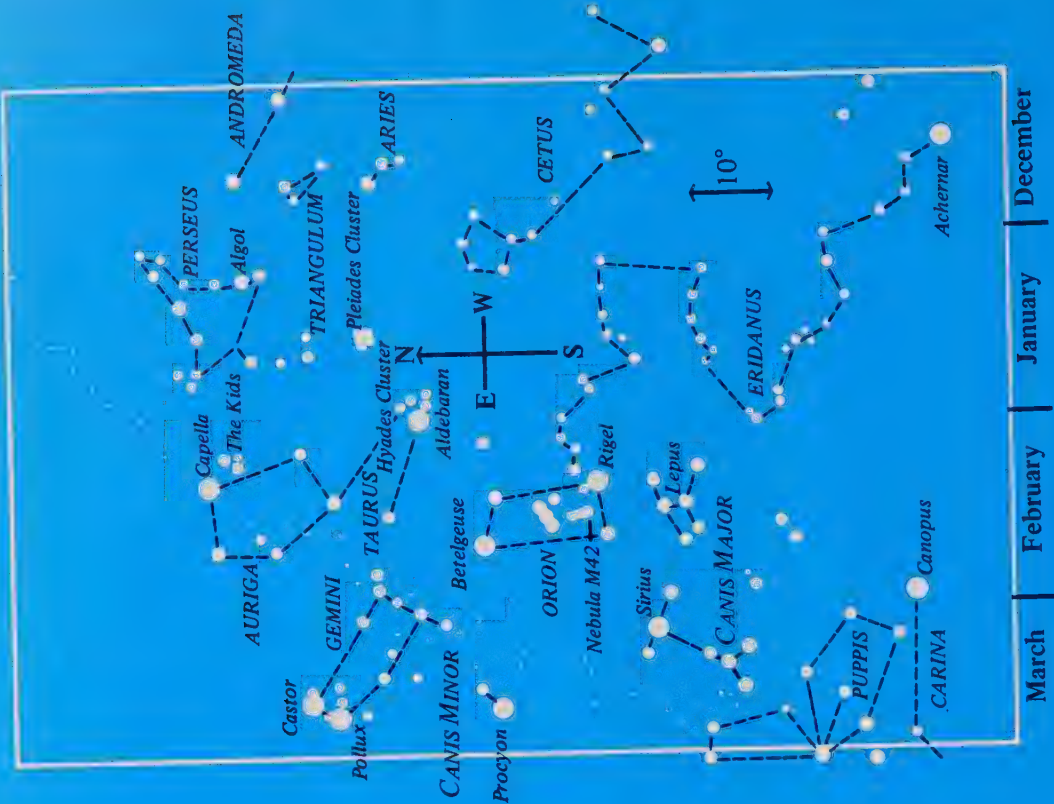 ANDROMEDA
PERSEUS
Algol
TRIANGULUM
ARIES
Pleiades Cluster
Capella
The Kids
AURIGA
TAURUS
Hyades Cluster
Aldebaran
N
E
W
S
CETUS
10°
GEMINI
Castor
Pollux
CANIS MINOR
Procyon
Betelgeuse
ORION
Nebula M42
Rigel
Lepus
Sirius
CANIS MAJOR
ERIDANUS
Achernar
PUPPIS
Canopus
CARINA
March
February
January
December